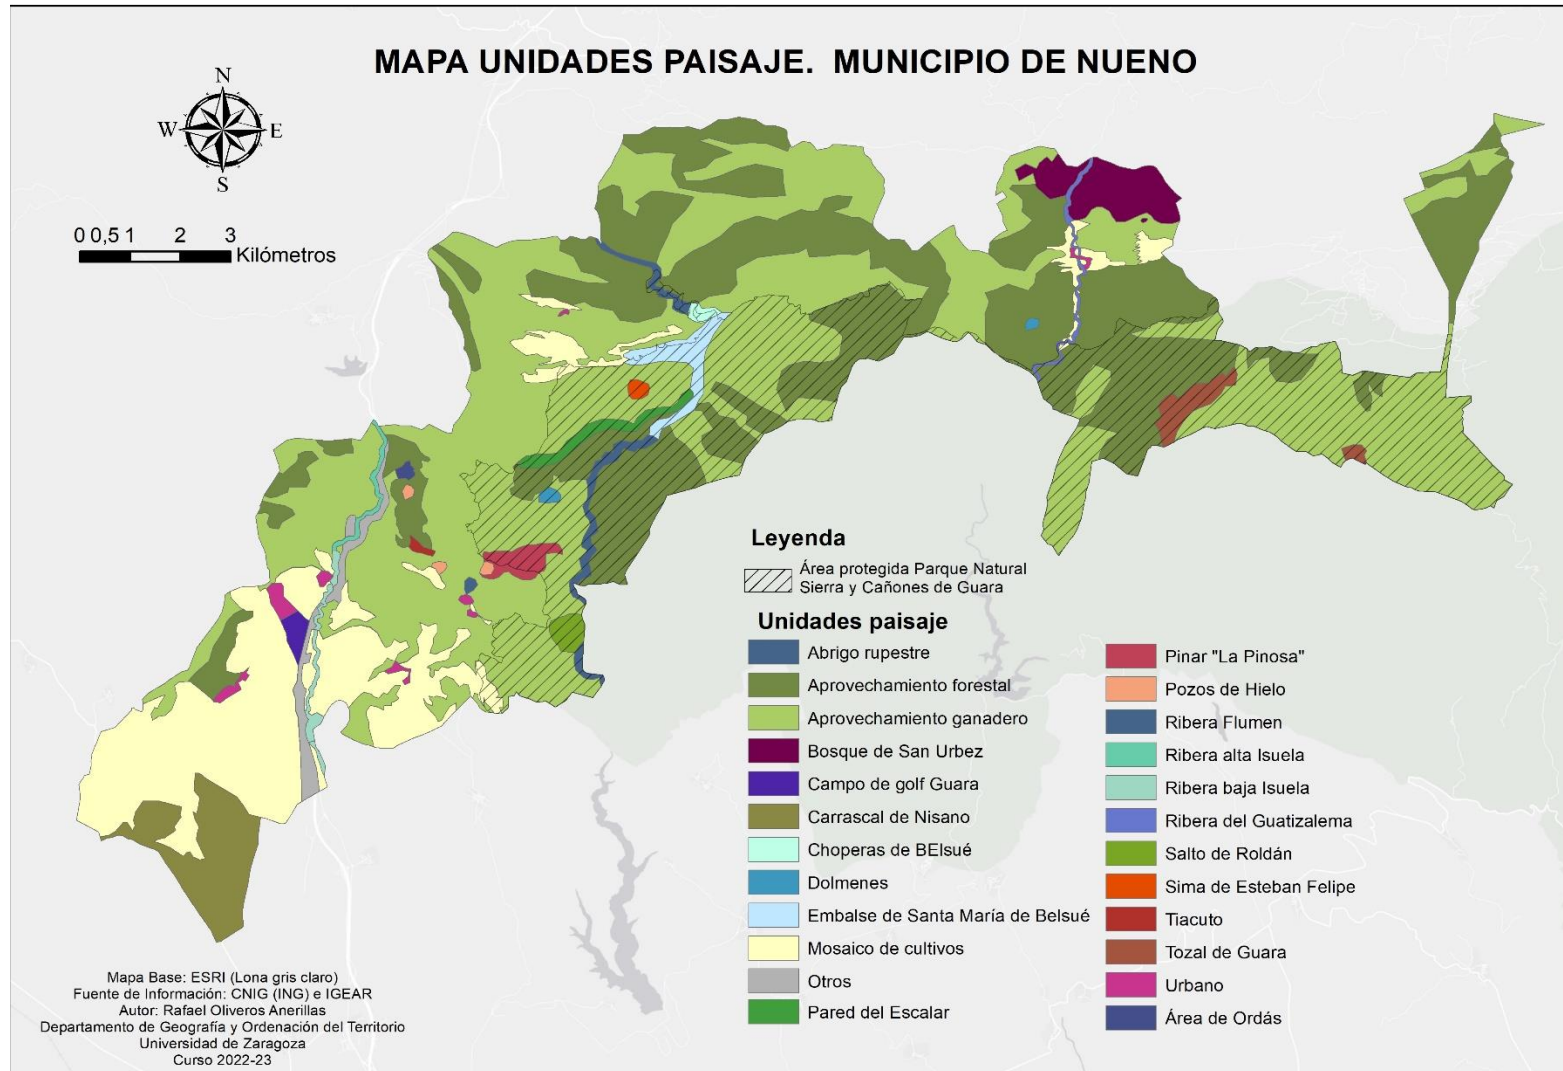 MAPA UNIDADES PAISAJE. MUNICIPIO DE NUENO
N
W
E
S
0 0,5 1 2 3
Kilómetros
Leyenda
Área protegida Parque Natural
Sierra y Cañones de Guara
Unidades paisaje
Abrigo rupestre
Aprovechamiento forestal
Aprovechamiento ganadero
Bosque de San Urbez
Campo de golf Guara
Carrascal de Nisano
Choperas de BElsué
Dolmenes
Embalse de Santa María de Belsué
Mosaico de cultivos
Otros
Pared del Escalar
Pinar "La Pinosa"
Pozos de Hielo
Ribera Flumen
Ribera alta Isuela
Ribera baja Isuela
Ribera del Guatizalema
Salto de Roldán
Sima de Esteban Felipe
Tiacuto
Tozal de Guara
Urbano
Área de Ordás
Mapa Base: ESRI (Lona gris claro)
Fuente de Información: CNIG (ING) e IGEAR
Autor: Rafael Oliveros Anerillas
Departamento de Geografía y Ordenación del Territorio
Universidad de Zaragoza
Curso 2022-23